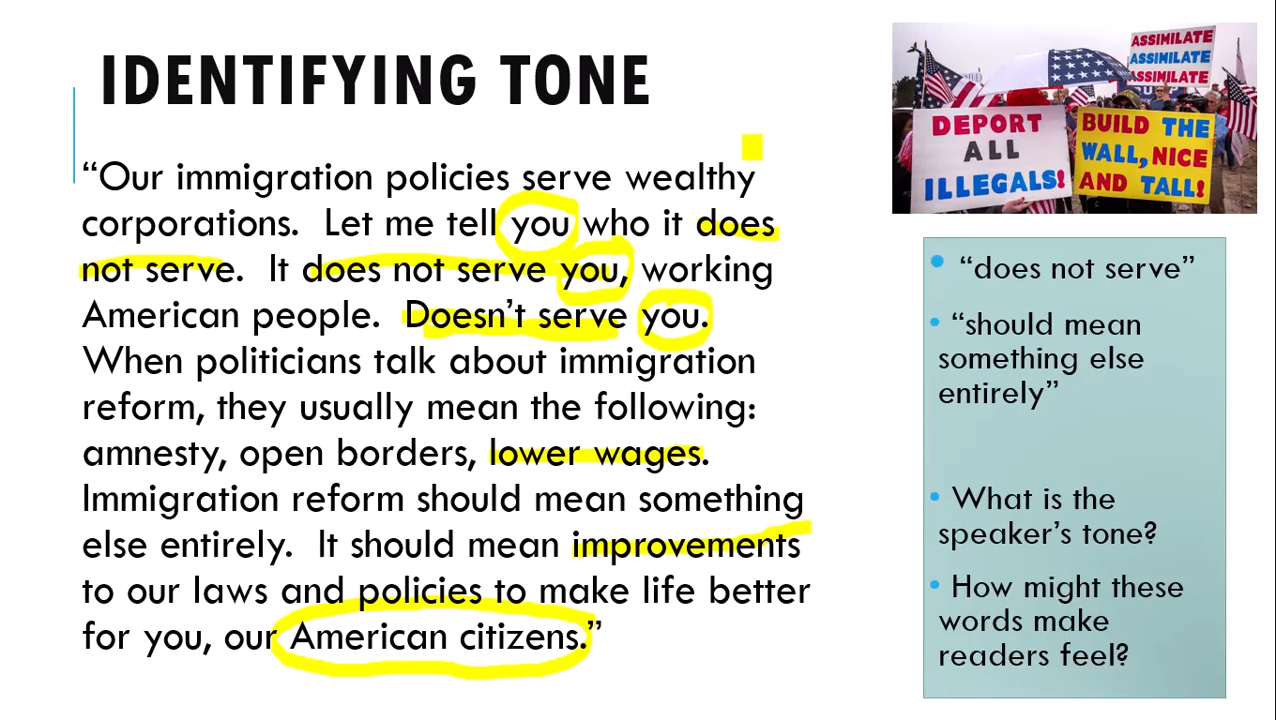 IDENTIFYING TONE
“Our immigration policies serve wealthy
corporations. Let me tell you who it does
not serve. It does not serve you, working
American people. Doesn’t serve you.
When politicians talk about immigration
reform, they usually mean the following:
amnesty, open borders, lower wages.
Immigration reform should mean something
else entirely. It should mean improvements
to our laws and policies to make life better
for you, our American citizens.”
ASSIMILATE
ASSIMILATE
ASSIMILATE
DEPORT
ALL
ILLEGALS!
BUILD THE
WALL, NICE
AND TALL!
• “does not serve”
• “should mean
something else
entirely”
• What is the
speaker’s tone?
• How might these
words make
readers feel?